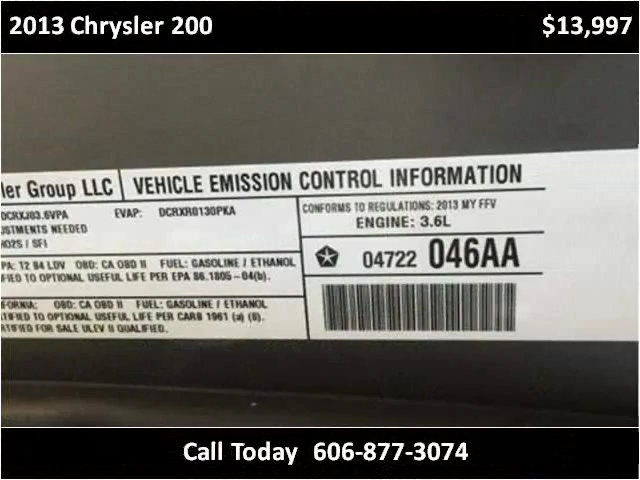 2013 Chrysler 200
$13,997
ler Group LLC
VEHICLE EMISSION CONTROL INFORMATION
DCRXJ03.6VPA EVAP: DCRXR0130PKA
JSTMENTS NEEDED
HO2S / SFI
CONFORMS TO REGULATIONS: 2013 MY FFV
ENGINE: 3.6L
PA: 12 B4 LDV OBD: CA OBD II FUEL: GASOLINE / ETHANOL
FIED TO OPTIONAL USEFUL LIFE PER EPA 86.1805-04(b).
04722 046AA
FORNIA: OBD: CA OBD II FUEL: GASOLINE / ETHANOL
TIFIED TO OPTIONAL USEFUL LIFE PER CARB 1961 (a) (8).
RTIFIED FOR SALE ULEV II QUALIFIED.
Call Today 606-877-3074